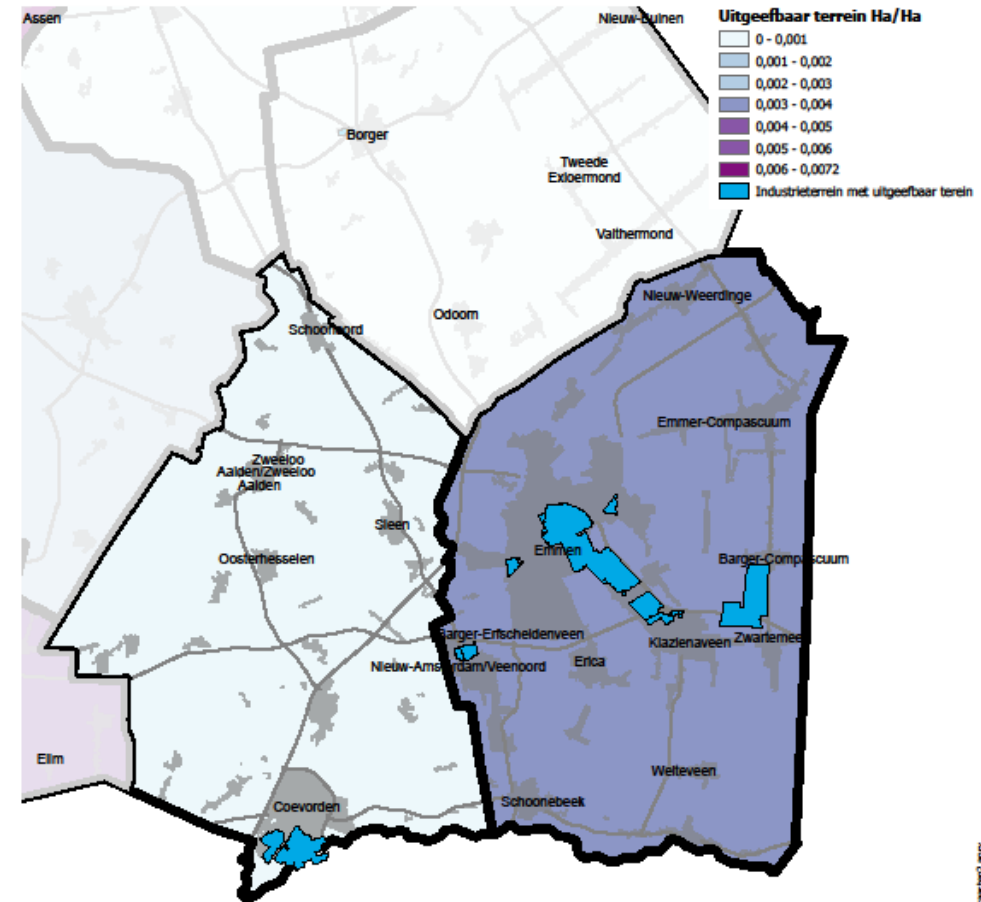 Assen
Nieuw-Buinen
Uitgeefbaar terrein Ha/Ha
0 - 0,001
0,001 - 0,002
0,002 - 0,003
0,003 - 0,004
0,004 - 0,005
0,005 - 0,006
0,006 - 0,0072
Industrieterrein met uitgeefbaar terein
Borger
Tweede
Exloermond
Valthermond
Nieuw-Weerdinge
Odoorn
Schoonoord
Emmer-Compascuum
Zweeloo
Aalden/Zweeloo
Aalden
Sleen
Emmen
Oosterhesselen
Barger-Compascuum
Barger-Erfscheidenveen
Klazienaveen
Zwartemeer
Nieuw-Amsterdam/Veenoord
Erica
Elim
Weiteveen
Schoonebeek
Coevorden